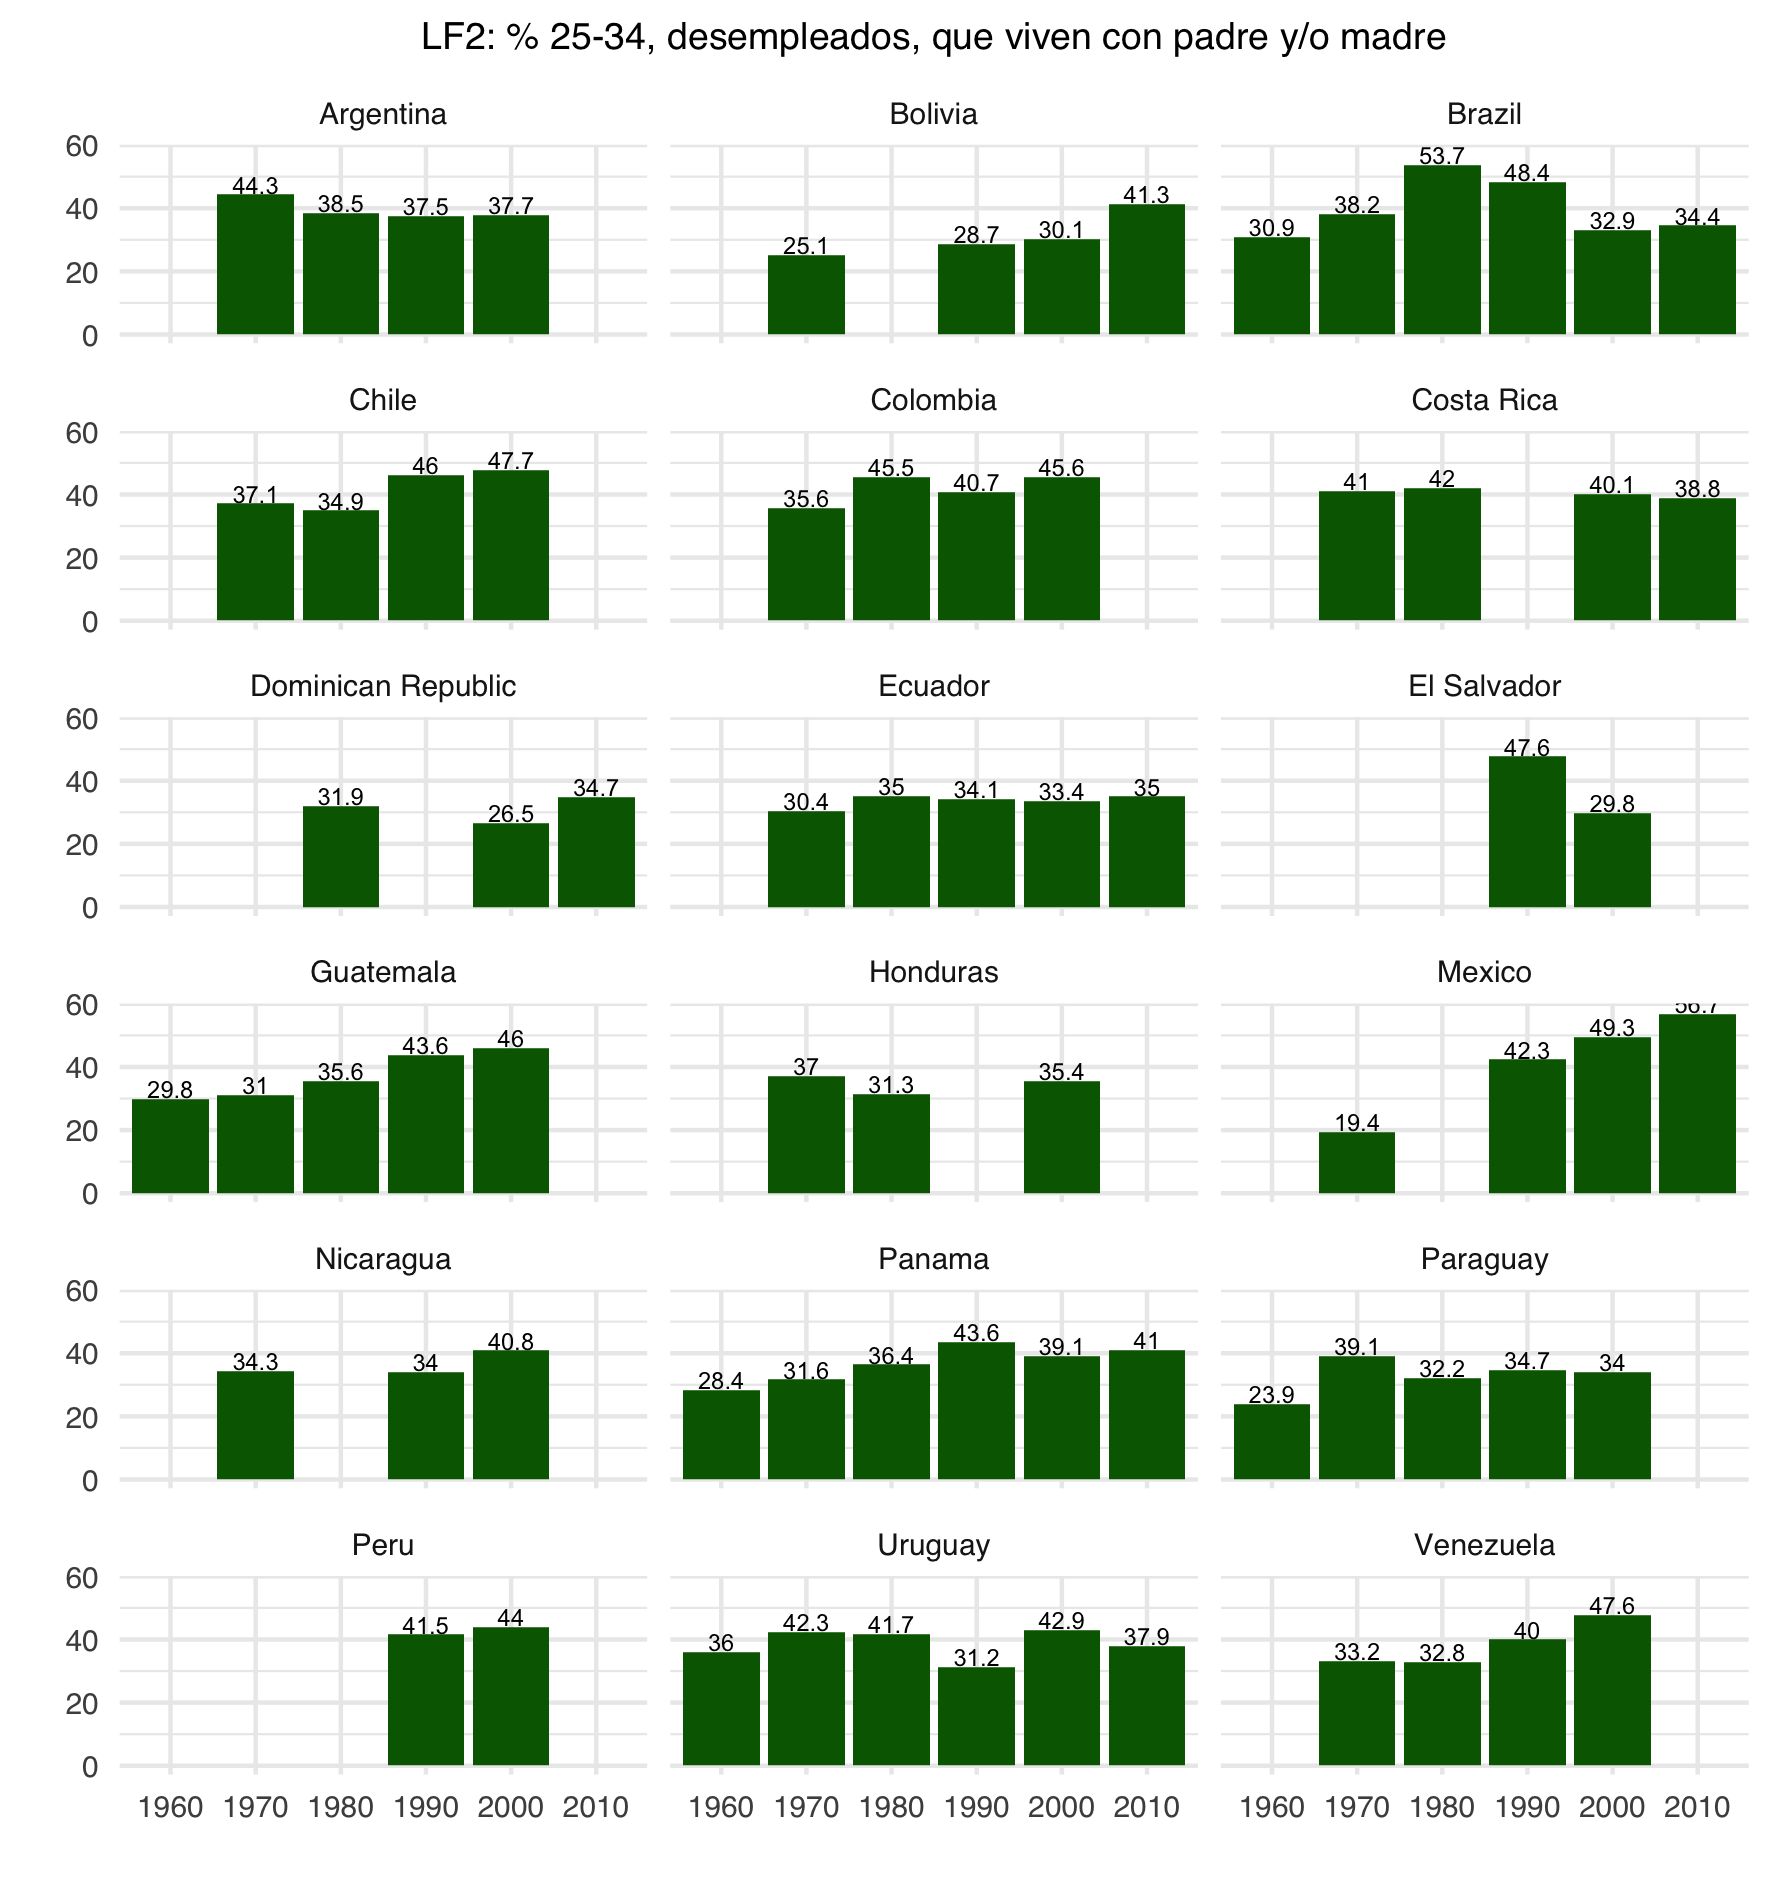 LF2: % 25-34, desempleados, que viven con padre y/o madre
Argentina Bolivia Brazil
60
40
20
0
44.3 38.5 37.5 37.7
25.1 28.7 30.1 41.3
30.9 38.2 53.7 48.4 32.9 34.4
Chile Colombia Costa Rica
60
40
20
0
37.1 34.9 46 47.7
35.6 45.5 40.7 45.6
41 42 40.1 38.8
Dominican Republic Ecuador El Salvador
60
40
20
0
31.9 26.5 34.7
30.4 35 34.1 33.4 35
47.6 29.8
Guatemala Honduras Mexico
60
40
20
0
29.8 31 35.6 43.6 46
37 31.3 35.4
19.4 42.3 49.3 56.7
Nicaragua Panama Paraguay
60
40
20
0
34.3 34 40.8
28.4 31.6 36.4 43.6 39.1 41
23.9 39.1 32.2 34.7 34
Peru Uruguay Venezuela
60
40
20
0
41.5 44
36 42.3 41.7 31.2 42.9 37.9
33.2 32.8 40 47.6
1960 1970 1980 1990 2000 2010
1960 1970 1980 1990 2000 2010
1960 1970 1980 1990 2000 2010